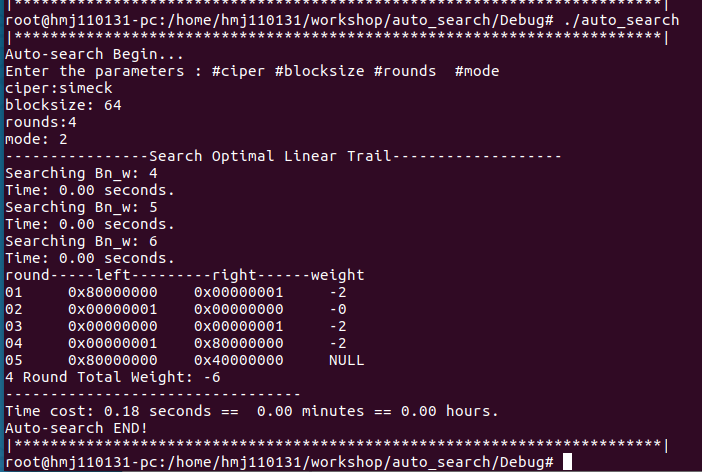 |************************************************************************|
root@hmj110131-pc:/home/hmj110131/workshop/auto_search/Debug# ./auto_search
|************************************************************************|
Auto-search Begin...
Enter the parameters : #ciper #blocksize #rounds  #mode
ciper:simeck
blocksize: 64
rounds:4
mode: 2
----------------Search Optimal Linear Trail-------------------
Searching Bn_w: 4
Time: 0.00 seconds.
Searching Bn_w: 5
Time: 0.00 seconds.
Searching Bn_w: 6
Time: 0.00 seconds.
round-----left---------right------weight
01     0x80000000    0x00000001     -2
02     0x00000001    0x00000000     -0
03     0x00000000    0x00000001     -2
04     0x00000001    0x80000000     -2
05     0x80000000    0x40000000     NULL
4 Round Total Weight: -6
---------------------------------
Time cost: 0.18 seconds ==  0.00 minutes == 0.00 hours.
Auto-search END!
|************************************************************************|
root@hmj110131-pc:/home/hmj110131/workshop/auto_search/Debug#